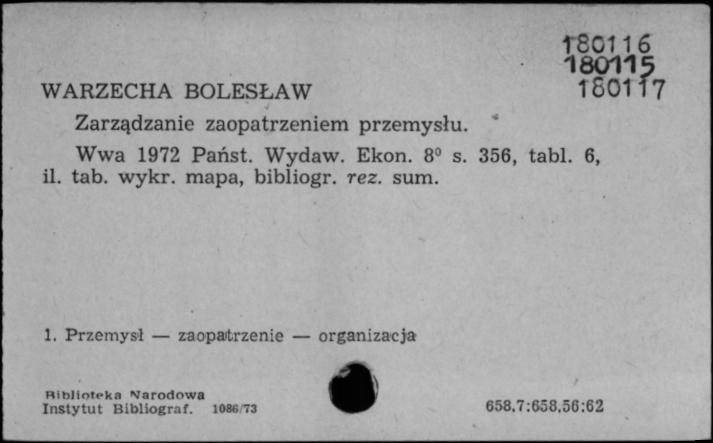 180116
180115
180117
WARZECHA BOLESŁAW
Zarządzanie zaopatrzeniem przemysłu.
Wwa 1972 Państ. Wydaw. Ekon. 8⁰ s. 356, tabl. 6,
il. tab. wykr. mapa, bibliogr. rez. sum.
1. Przemysł — zaopatrzenie — organizacja
Biblioteka Narodowa
Instytut Bibliograf. 1086/73
658.7:658.56:62